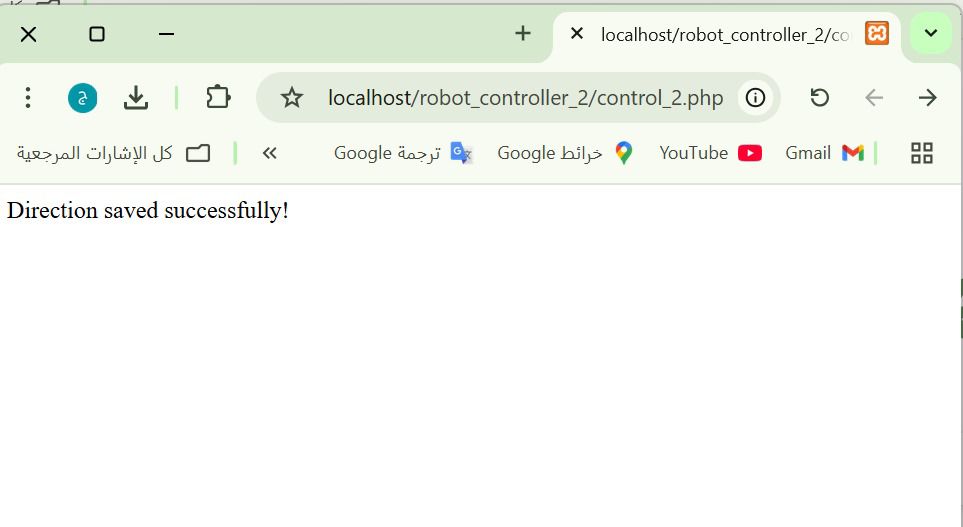 localhost/robot_controller_2/co
localhost/robot_controller_2/control_2.php
Gmail
YouTube
خرائط Google
ترجمة Google
»
كل الإشارات المرجعية
Direction saved successfully!